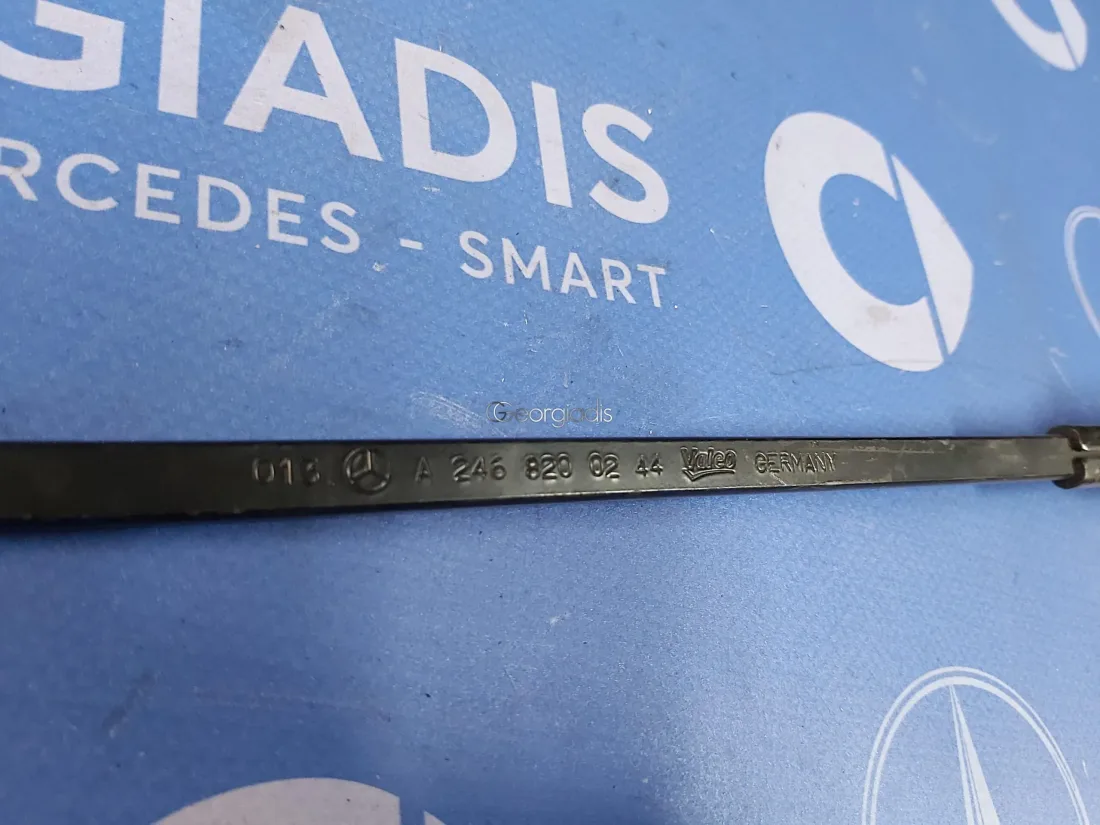 GIADIS
RCEDES - SMART
Georgiadis
013 A 246 820 02 44 Valeo GERMANY